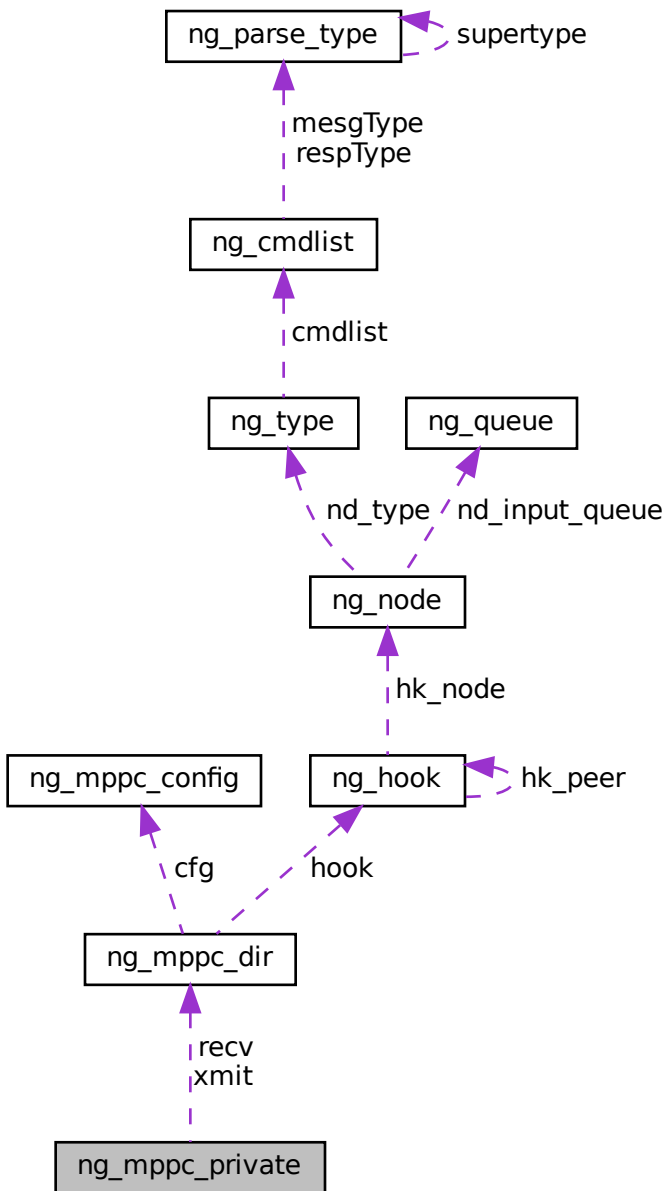 ng_parse_type
supertype
mesgType
respType
ng_cmdlist
cmdlist
ng_type
ng_queue
nd_type
nd_input_queue
ng_node
hk_node
ng_mppc_config
ng_hook
hk_peer
cfg
hook
ng_mppc_dir
recv
xmit
ng_mppc_private